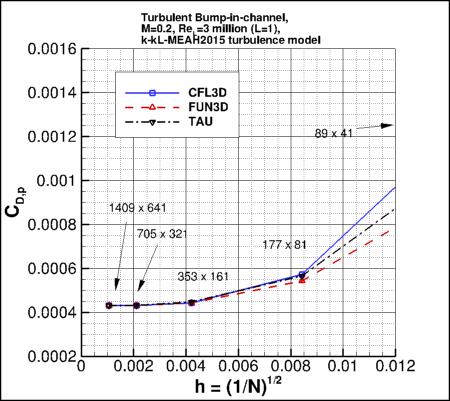 Turbulent Bump-in-channel,
M=0.2, Re_L=3 million (L=1),
k-kL-MEAH2015 turbulence model
0.0016
0.0014
0.0012
0.001
0.0008
0.0006
0.0004
0.0002
C_D,p
CFL3D
FUN3D
TAU
89 x 41
1409 x 641
705 x 321
177 x 81
353 x 161
0
0.002
0.004
0.006
0.008
0.01
0.012
h = (1/N)^1/2